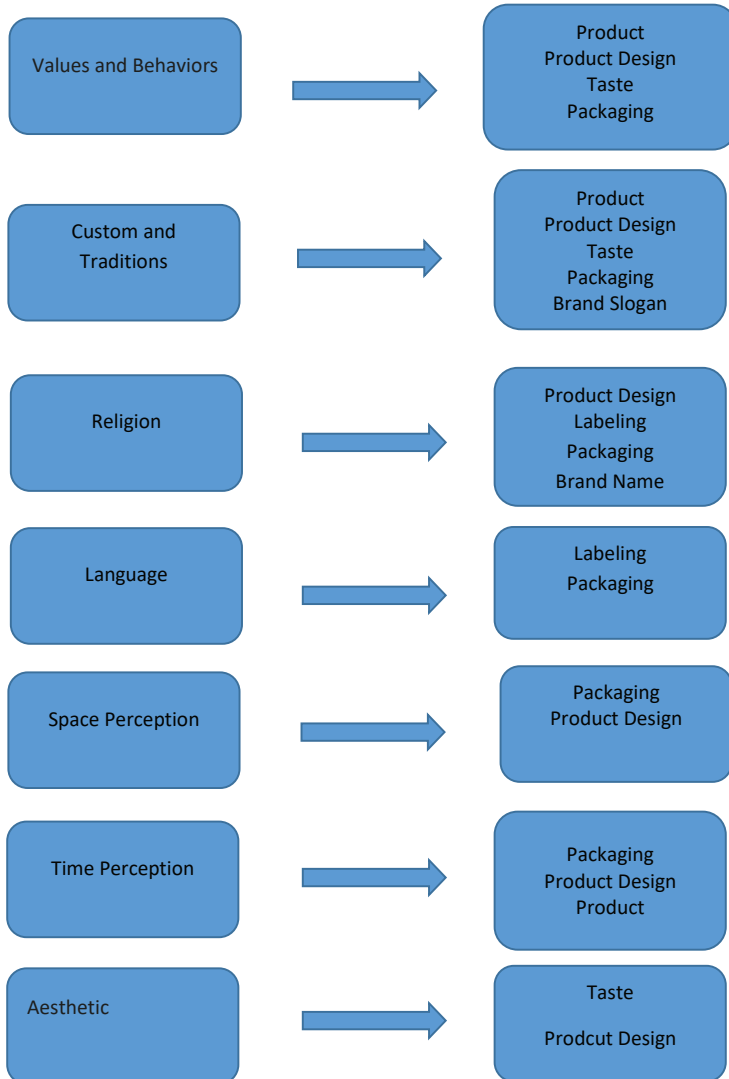 Values and Behaviors
Product
Product Design
Taste
Packaging
Custom and
Traditions
Product
Product Design
Taste
Packaging
Brand Slogan
Religion
Product Design
Labeling
Packaging
Brand Name
Language
Labeling
Packaging
Space Perception
Packaging
Product Design
Time Perception
Packaging
Product Design
Product
Aesthetic
Taste
Prodcut Design